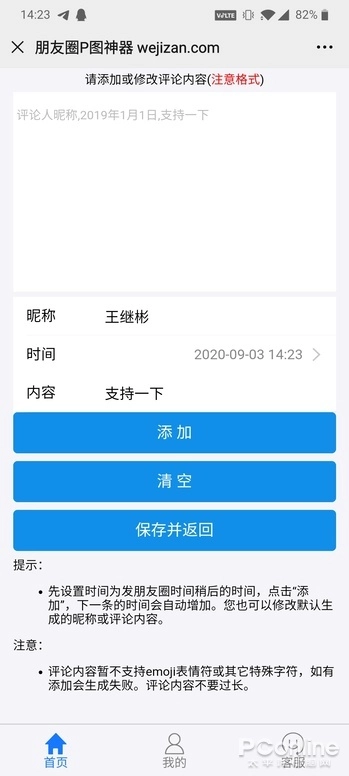 14:23 VoLTE 82%
朋友圈P图神器 wejizan.com
请添加或修改评论内容(注意格式)
评论人昵称,2019年1月1日,支持一下
昵称 王继彬
时间 2020-09-03 14:23
内容 支持一下
添 加
清 空
保存并返回
提示：
先设置时间为发朋友圈时间稍后的时间，点击“添
加”，下一条的时间会自动增加。您也可以修改默认生
成的昵称或评论内容。
注意：
评论内容暂不支持emoji表情符或其它特殊字符，如有
添加会生成失败。评论内容不要过长。
首页 我的 客服
PConline
太平洋电脑网